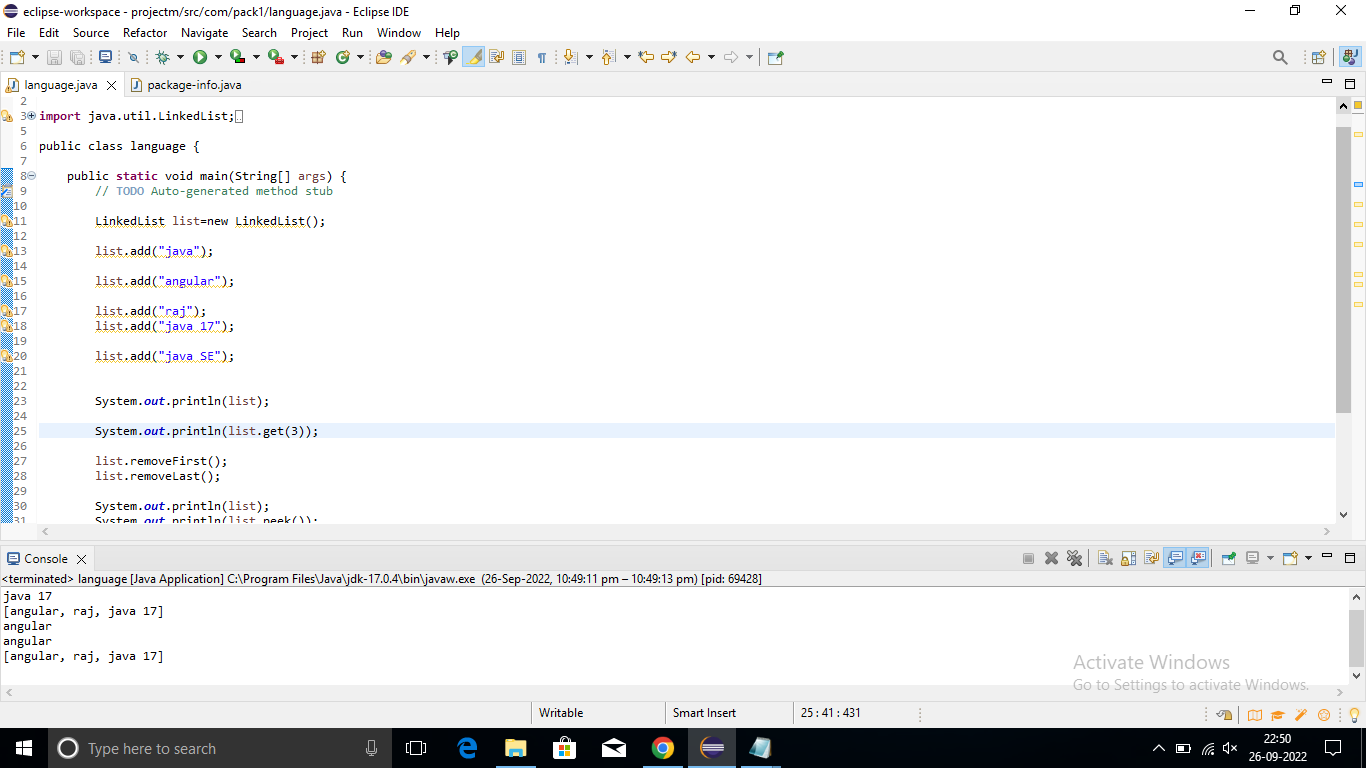 eclipse-workspace - projectm/src/com/pack1/language.java - Eclipse IDE
File Edit Source Refactor Navigate Search Project Run Window Help
language.java package-info.java
2
3 import java.util.LinkedList;
5
6 public class language {
7
8 public static void main(String[] args) {
9 // TODO Auto-generated method stub
10
11 LinkedList list=new LinkedList();
12
13 list.add("java");
14
15 list.add("angular");
16
17 list.add("raj");
18 list.add("java 17");
19
20 list.add("java SE");
21
22
23 System.out.println(list);
24
25 System.out.println(list.get(3));
26
27 list.removeFirst();
28 list.removeLast();
29
30 System.out.println(list);
31 System.out.println(list.peek());
Console
<terminated> language [Java Application] C:\Program Files\Java\jdk-17.0.4\bin\javaw.exe (26-Sep-2022, 10:49:11 pm – 10:49:13 pm) [pid: 69428]
java 17
[angular, raj, java 17]
angular
angular
[angular, raj, java 17]
Activate Windows
Go to Settings to activate Windows.
Writable Smart Insert 25 : 41 : 431
Type here to search
22:50
26-09-2022